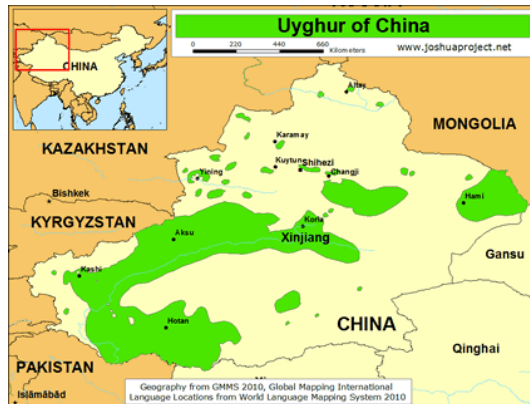 Uyghur of China
0 220 440 660
Kilometers
www.joshuaproject.net
CHINA
Altay
KAZAKHSTAN
MONGOLIA
Karamay
Kuytun
Shihezi
Changji
Yining
Bishkek
Hami
KYRGYZSTAN
Korla
Aksu
Xinjiang
Gansu
Kashi
Hotan
CHINA
Qinghai
PAKISTAN
Islāmābād
Geography from GMMS 2010, Global Mapping International
Language Locations from World Language Mapping System 2010